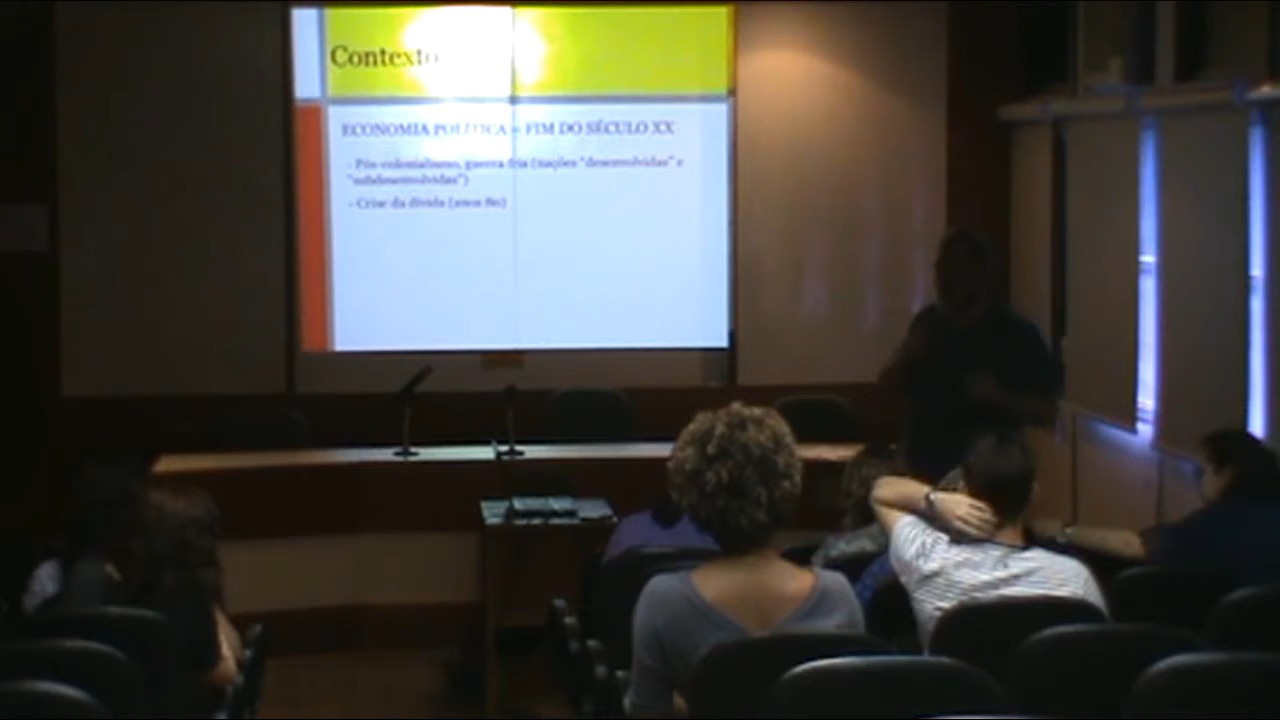 Contexto
ECONOMIA POLÍTICA – FIM DO SÉCULO XX
- Pós-colonialismo, guerra fria (nações "desenvolvidas" e
"subdesenvolvidas")
- Crise da dívida (anos 80)